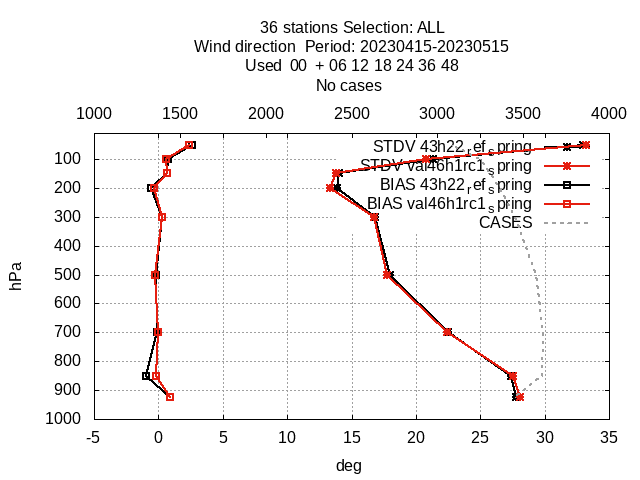 36 stations Selection: ALL
Wind direction  Period: 20230415-20230515
Used  00  + 06 12 18 24 36 48
No cases
1000 1500 2000 2500 3000 3500 4000
STDV 43h22_ref_spring
STDV val46h1rc1_spring
BIAS 43h22_ref_spring
BIAS val46h1rc1_spring
CASES
hPa
100
200
300
400
500
600
700
800
900
1000
-5 0 5 10 15 20 25 30 35
deg